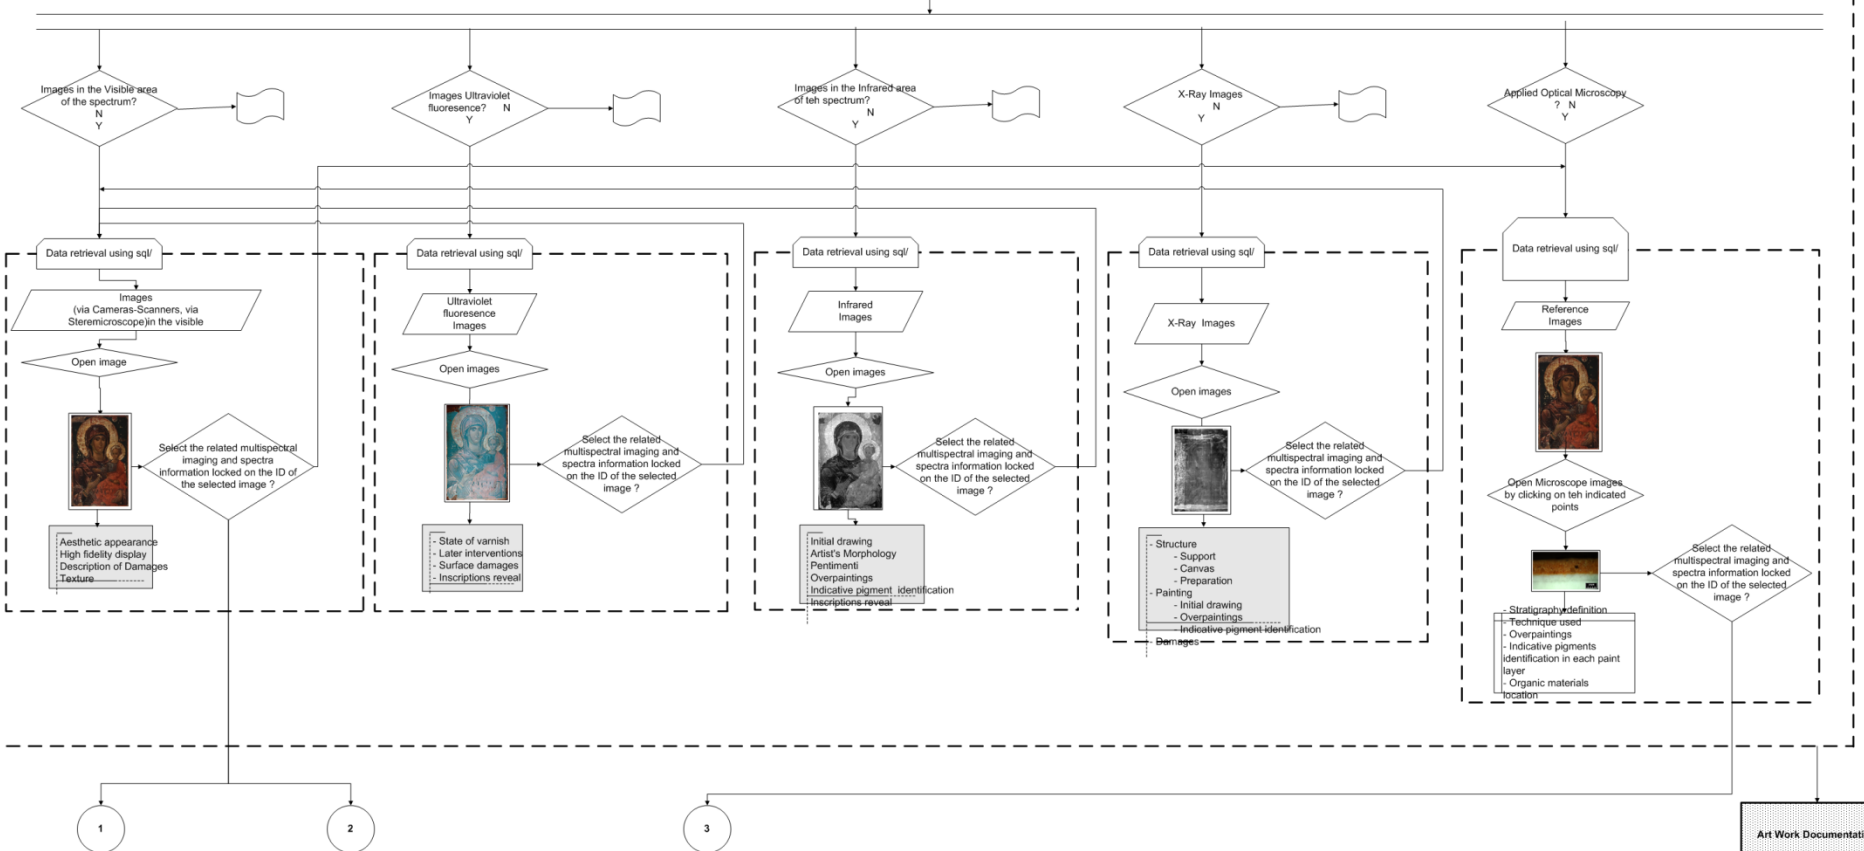 Images in the Visible area
of the spectrum?
N
Y
Images Ultraviolet
fluoresence? N
Y
Images in the Infrared area
of teh spectrum?
N
Y
X-Ray Images
N
Y
Applied Optical Microscopy
? N
Y
Data retrieval using sql/
Images
(via Cameras-Scanners, via
Steremicroscope)in the visible
Open image
Select the related multispectral
imaging and spectra
information locked on the ID of
the selected image ?
Aesthetic appearance
High fidelity display
Description of Damages
Texture
Data retrieval using sql/
Ultraviolet
fluoresence
Images
Open images
Select the related
multispectral imaging and
spectra information locked
on the ID of the selected
image ?
- State of varnish
- Later interventions
- Surface damages
- Inscriptions reveal
Data retrieval using sql/
Infrared
Images
Open images
Select the related
multispectral imaging and
spectra information locked
on the ID of the selected
image ?
Initial drawing
Artist's Morphology
Pentimenti
Overpaintings
Indicative pigment identification
Inscriptions reveal
Data retrieval using sql/
X-Ray Images
Open images
Select the related
multispectral imaging and
spectra information locked
on the ID of the selected
image ?
- Structure
- Support
- Canvas
- Preparation
- Painting
- Initial drawing
- Overpaintings
- Indicative pigment identification
- Damages
Data retrieval using sql/
Reference
Images
Open Microscope images
by clicking on teh indicated
points
Select the related
multispectral imaging and
spectra information locked
on the ID of the selected
image ?
- Stratigraphy definition
- Technique used
- Overpaintings
- Indicative pigments
identification in each paint
layer
- Organic materials
location
1
2
3
Art Work Documentati